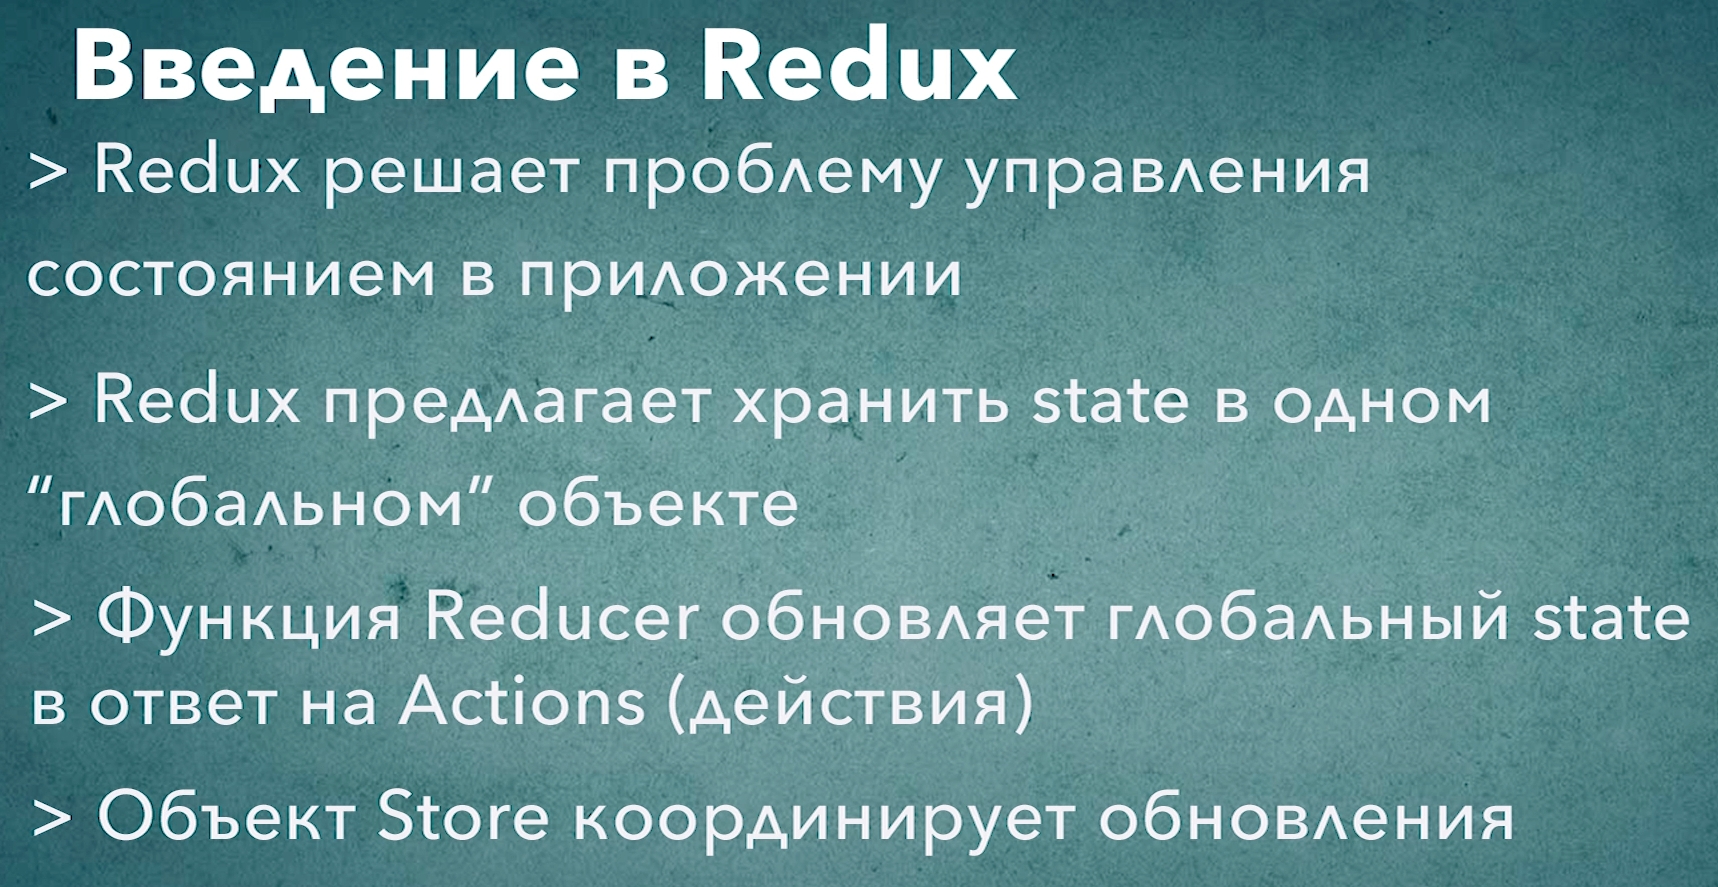 Введение в Redux
> Redux решает проблему управления
состоянием в приложении
> Redux предлагает хранить state в одном
“глобальном” объекте
> Функция Reducer обновляет глобальный state
в ответ на Actions (действия)
> Объект Store координирует обновления